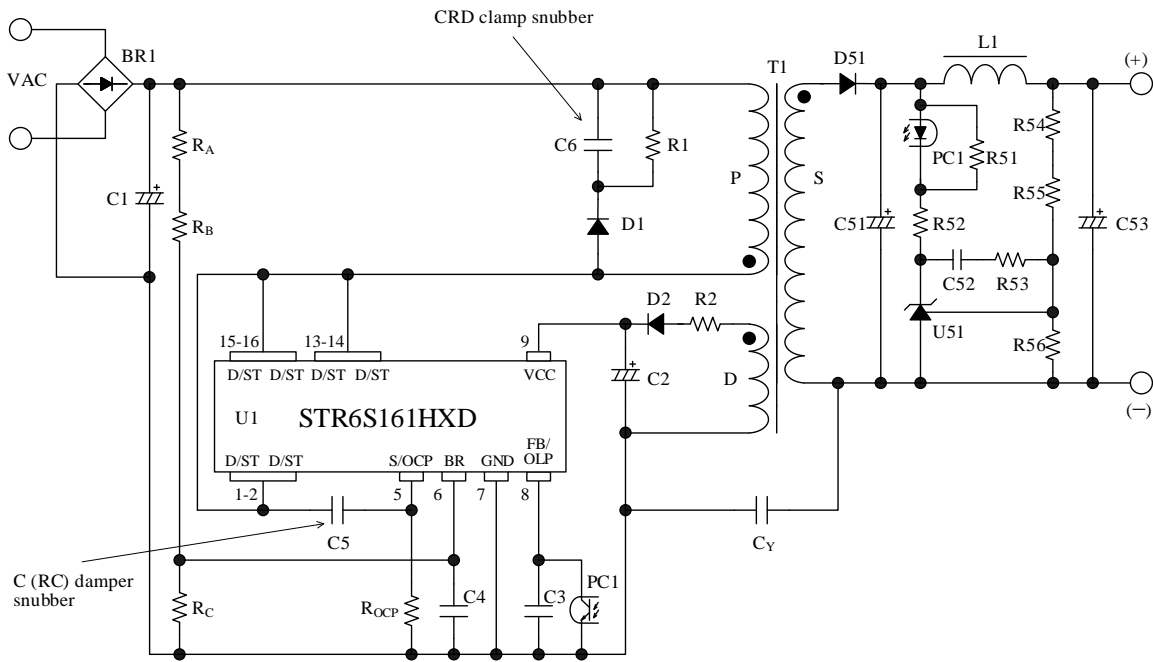 CRD clamp snubber
BR1
VAC
T1
D51
L1
(+)
C1
RA
RB
C6
R1
D1
P
S
PC1
R51
R54
R55
R52
C51
C53
C52
R53
U51
R56
(−)
D2
R2
C2
D
15-16
13-14
9
D/ST D/ST D/ST D/ST
VCC
U1
STR6S161HXD
D/ST D/ST
S/OCP
BR
GND
FB/
OLP
1-2
5
6
7
8
C5
CY
C (RC) damper
snubber
RC
ROCP
C4
C3
PC1